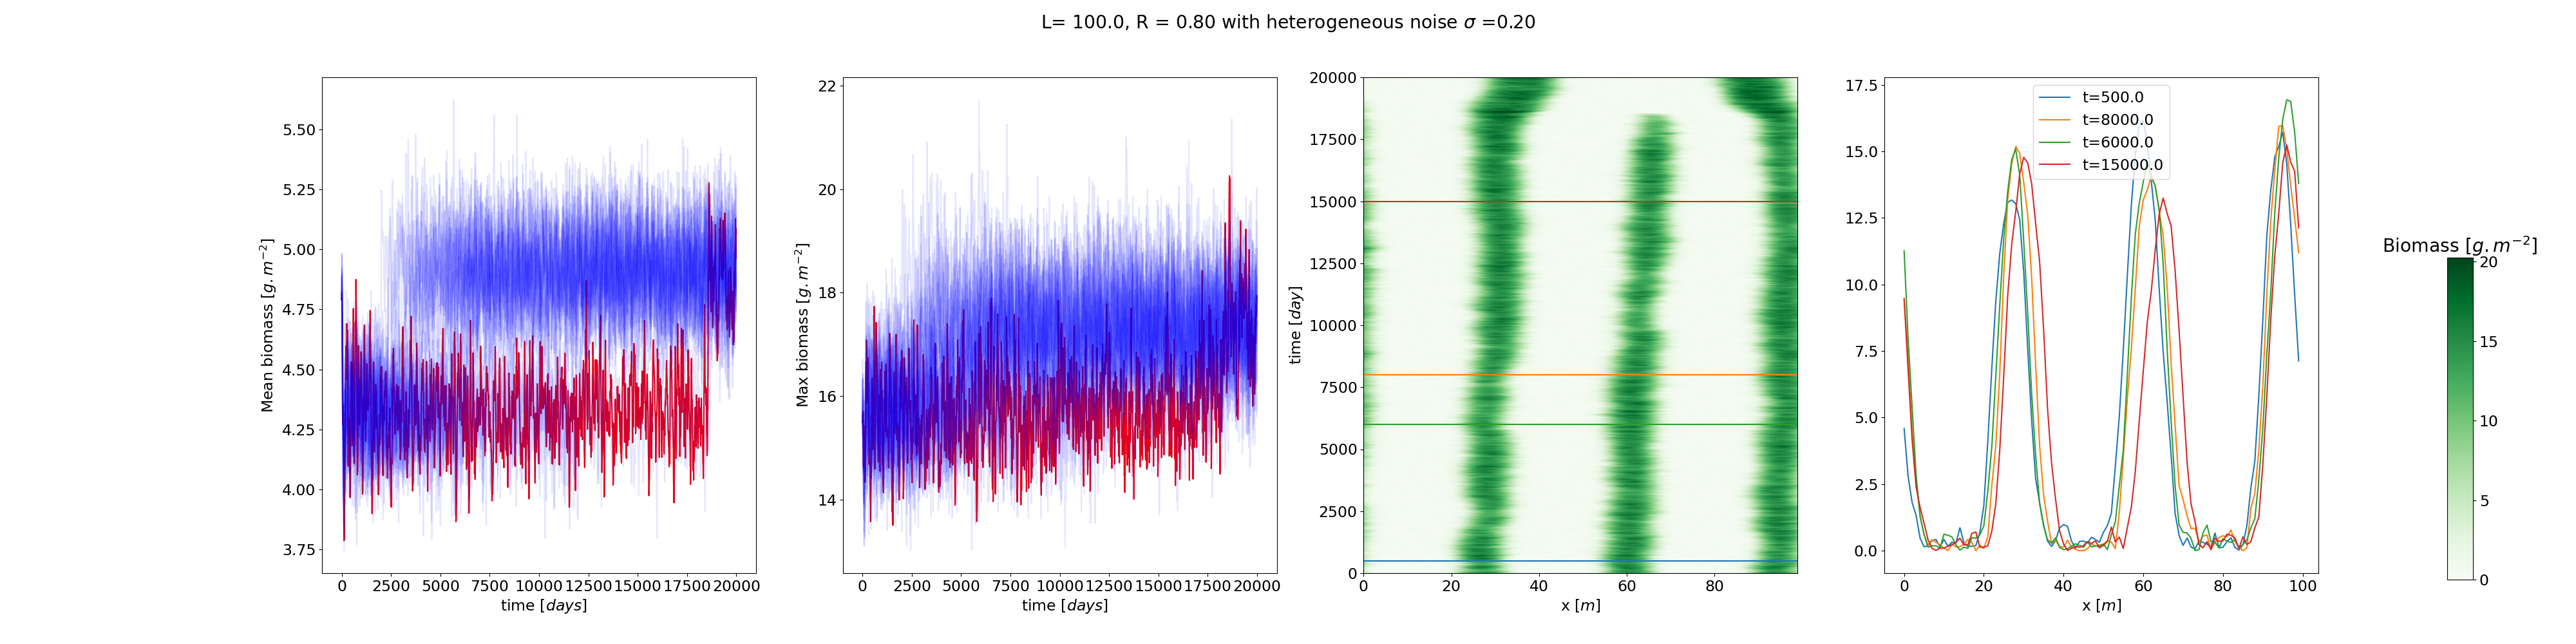 L= 100.0, R = 0.80 with heterogeneous noise σ =0.20
Mean biomass [g.m⁻²]
5.50
5.25
5.00
4.75
4.50
4.25
4.00
3.75
0 2500 5000 7500 10000 12500 15000 17500 20000
time [days]
Max biomass [g.m⁻²]
22
20
18
16
14
0 2500 5000 7500 10000 12500 15000 17500 20000
time [days]
time [day]
20000
17500
15000
12500
10000
7500
5000
2500
0
0 20 40 60 80
x [m]
17.5
15.0
12.5
10.0
7.5
5.0
2.5
0.0
t=500.0
t=8000.0
t=6000.0
t=15000.0
0 20 40 60 80 100
x [m]
Biomass [g.m⁻²]
20
15
10
5
0